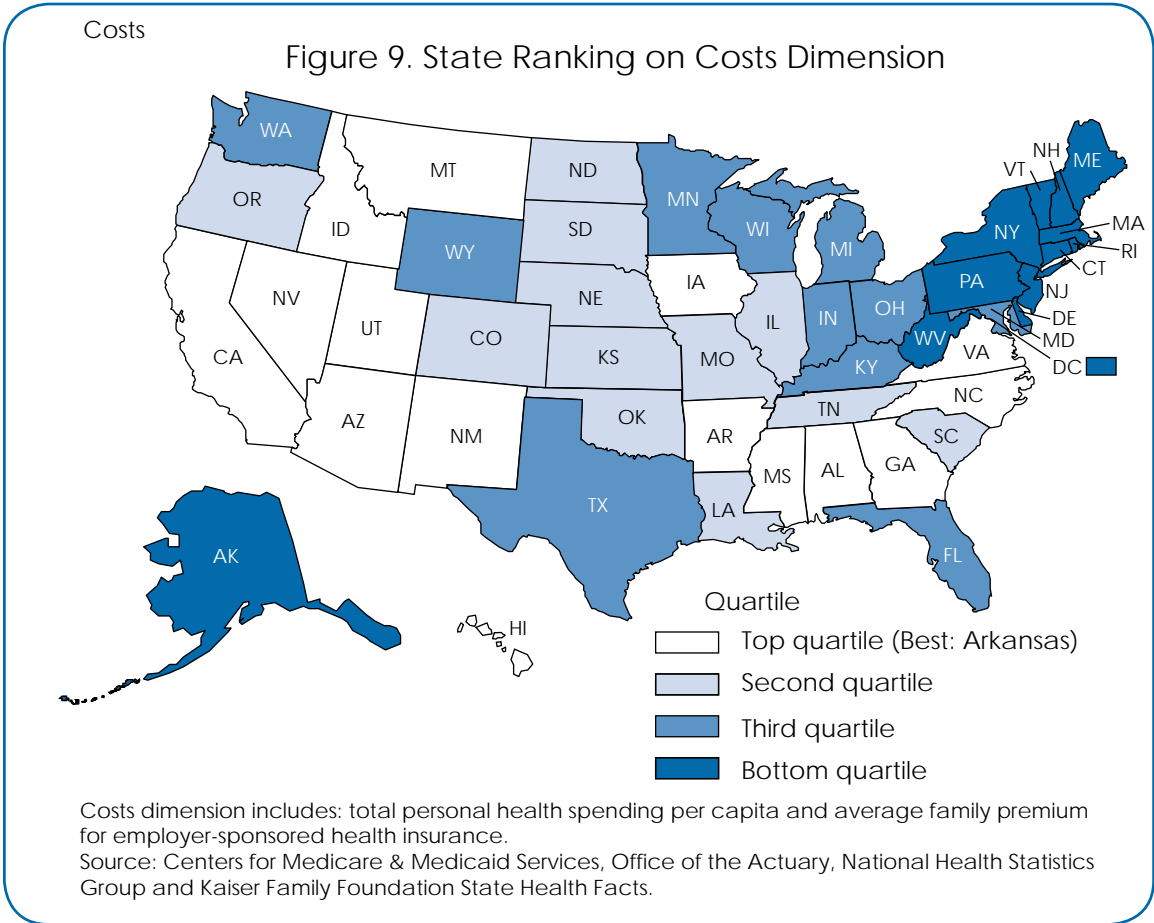 Costs
Figure 9. State Ranking on Costs Dimension
WA
MT
ND
MN
VT
NH
ME
OR
ID
SD
WI
MI
NY
MA
RI
CT
WY
IA
NE
PA
NJ
NV
UT
CO
IL
IN
OH
DE
MD
DC
CA
KS
MO
WV
VA
KY
AZ
NM
OK
AR
TN
NC
SC
MS
AL
GA
TX
LA
FL
AK
HI
Quartile
Top quartile (Best: Arkansas)
Second quartile
Third quartile
Bottom quartile
Costs dimension includes: total personal health spending per capita and average family premium
for employer-sponsored health insurance.
Source: Centers for Medicare & Medicaid Services, Office of the Actuary, National Health Statistics
Group and Kaiser Family Foundation State Health Facts.